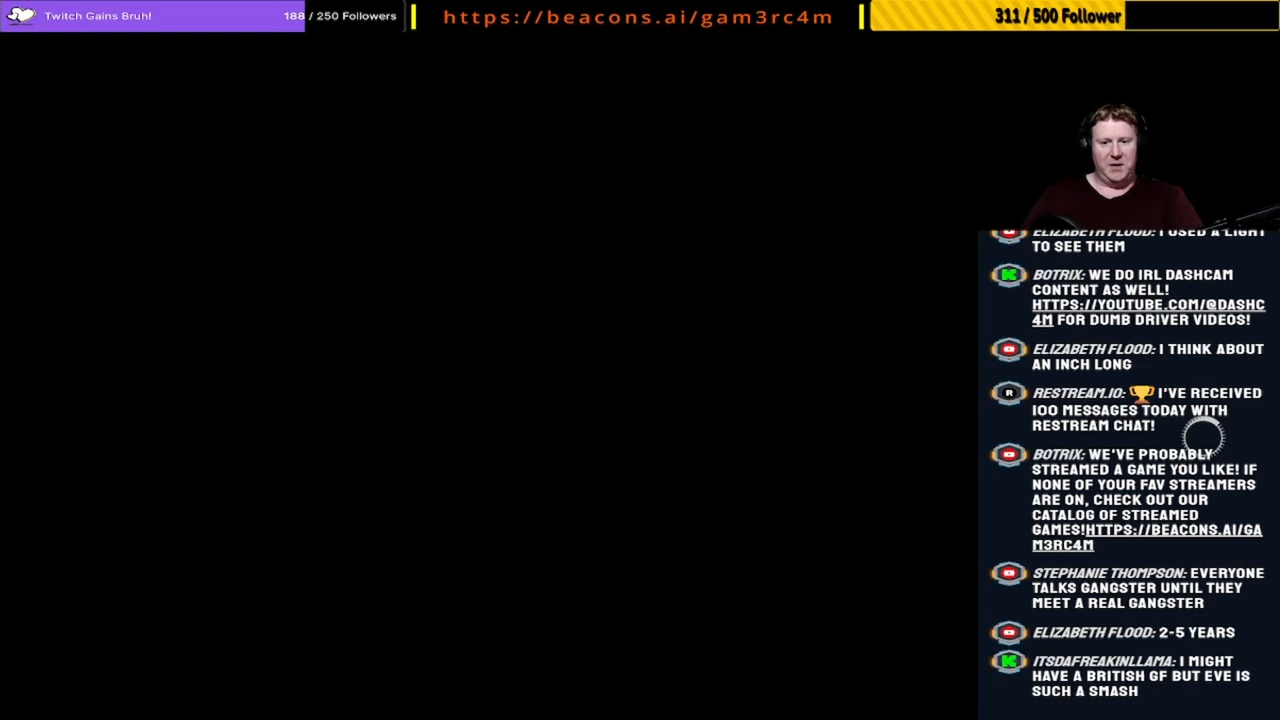 Twitch Gains Bruh!
188 / 250 Followers
https://beacons.ai/gam3rc4m
311 / 500 Follower
ELIZABETH FLOOD: I USED A LIGHT
TO SEE THEM
BOTRIX: WE DO IRL DASHCAM
CONTENT AS WELL!
HTTPS://YOUTUBE.COM/@DASHC
4M FOR DUMB DRIVER VIDEOS!
ELIZABETH FLOOD: I THINK ABOUT
AN INCH LONG
RESTREAM.IO: 🏆 I'VE RECEIVED
100 MESSAGES TODAY WITH
RESTREAM CHAT!
BOTRIX: WE'VE PROBABLY
STREAMED A GAME YOU LIKE! IF
NONE OF YOUR FAV STREAMERS
ARE ON, CHECK OUT OUR
CATALOG OF STREAMED
GAMES!HTTPS://BEACONS.AI/GA
M3RC4M
STEPHANIE THOMPSON: EVERYONE
TALKS GANGSTER UNTIL THEY
MEET A REAL GANGSTER
ELIZABETH FLOOD: 2-5 YEARS
ITSDAFREAKINLLAMA: I MIGHT
HAVE A BRITISH GF BUT EVE IS
SUCH A SMASH